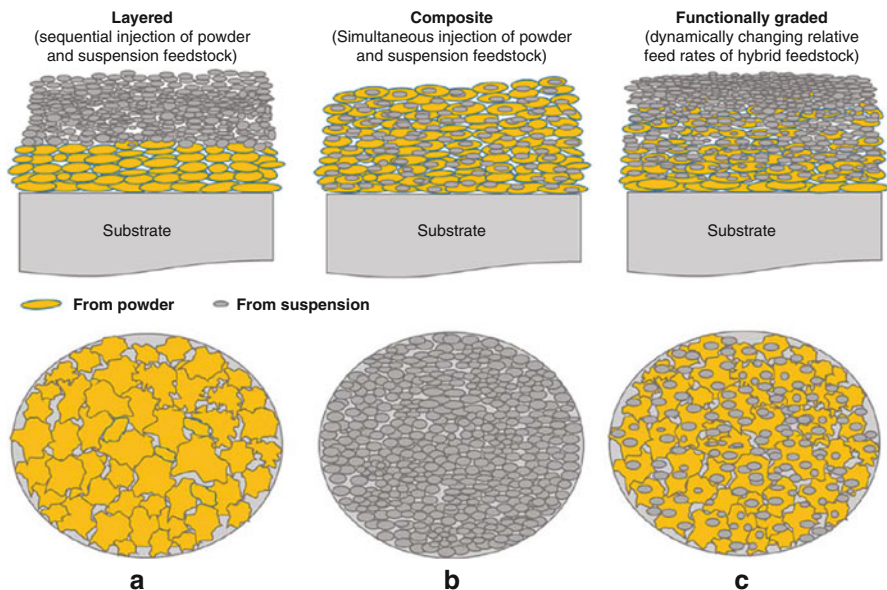 Layered
(sequential injection of powder
and suspension feedstock)
Composite
(Simultaneous injection of powder
and suspension feedstock)
Functionally graded
(dynamically changing relative
feed rates of hybrid feedstock)
Substrate
Substrate
Substrate
From powder
From suspension
a
b
c